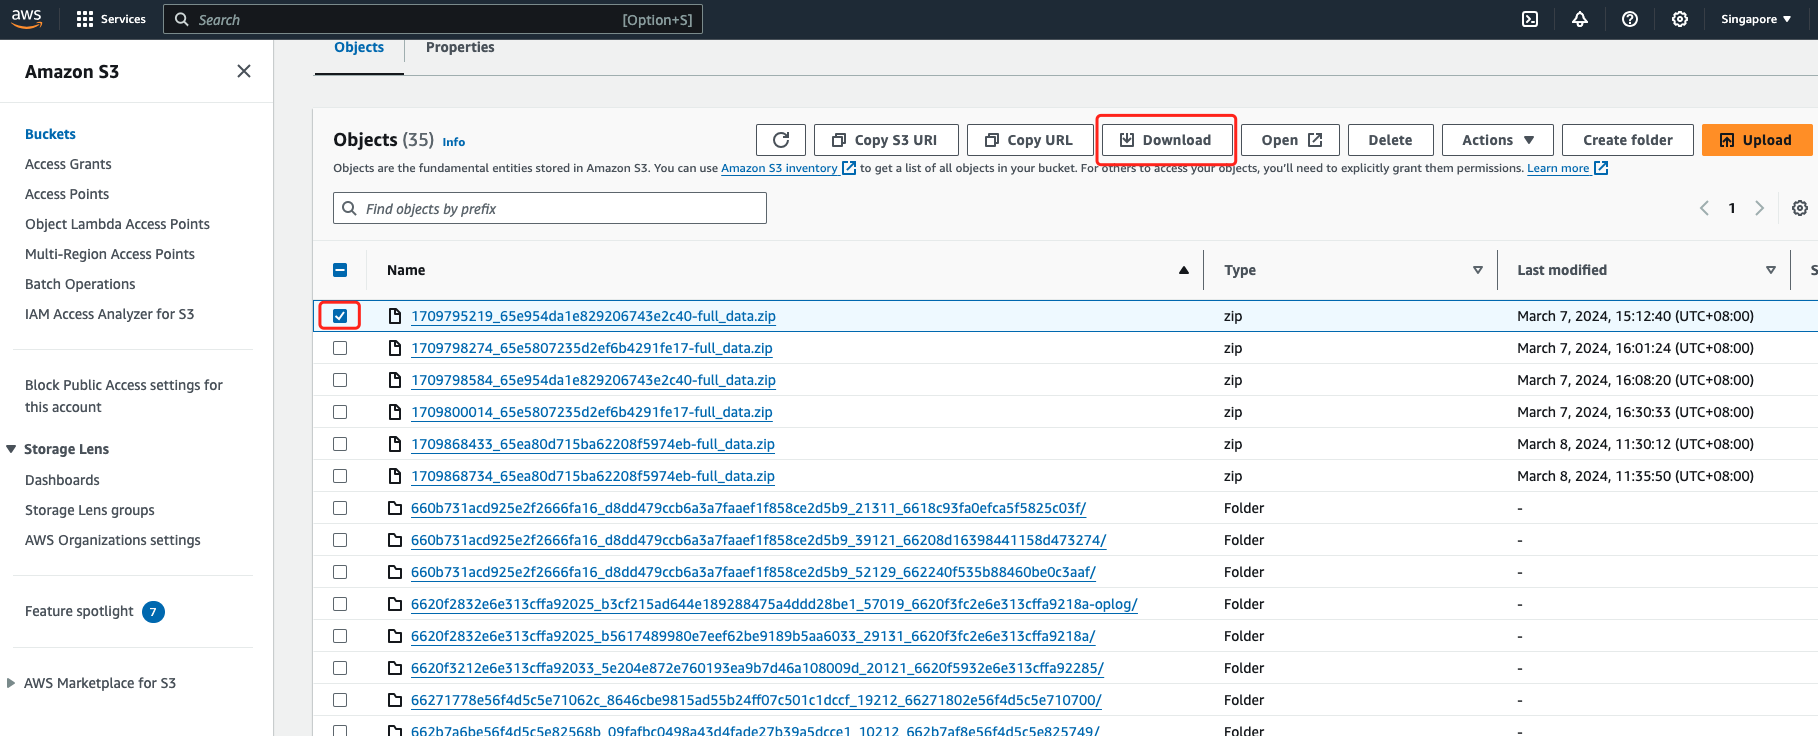 aws
Services
Search
[Option+S]
Singapore ▼
Amazon S3
Buckets
Access Grants
Access Points
Object Lambda Access Points
Multi-Region Access Points
Batch Operations
IAM Access Analyzer for S3
Block Public Access settings for
this account
Storage Lens
Dashboards
Storage Lens groups
AWS Organizations settings
Feature spotlight 7
AWS Marketplace for S3
Objects Properties
Objects (35) Info
Copy S3 URI Copy URL Download Open Delete Actions ▼ Create folder Upload
Objects are the fundamental entities stored in Amazon S3. You can use Amazon S3 inventory to get a list of all objects in your bucket. For others to access your objects, you'll need to explicitly grant them permissions. Learn more
Find objects by prefix
1
Name Type Last modified S
1709795219_65e954da1e829206743e2c40-full_data.zip zip March 7, 2024, 15:12:40 (UTC+08:00)
1709798274_65e5807235d2ef6b4291fe17-full_data.zip zip March 7, 2024, 16:01:24 (UTC+08:00)
1709798584_65e954da1e829206743e2c40-full_data.zip zip March 7, 2024, 16:08:20 (UTC+08:00)
1709800014_65e5807235d2ef6b4291fe17-full_data.zip zip March 7, 2024, 16:30:33 (UTC+08:00)
1709868433_65ea80d715ba62208f5974eb-full_data.zip zip March 8, 2024, 11:30:12 (UTC+08:00)
1709868734_65ea80d715ba62208f5974eb-full_data.zip zip March 8, 2024, 11:35:50 (UTC+08:00)
660b731acd925e2f2666fa16_d8dd479ccb6a3a7faaef1f858ce2d5b9_21311_6618c93fa0efca5f5825c03f/ Folder -
660b731acd925e2f2666fa16_d8dd479ccb6a3a7faaef1f858ce2d5b9_39121_66208d16398441158d473274/ Folder -
660b731acd925e2f2666fa16_d8dd479ccb6a3a7faaef1f858ce2d5b9_52129_662240f535b88460be0c3aaf/ Folder -
6620f2832e6e313cffa92025_b3cf215ad644e189288475a4ddd28be1_57019_6620f3fc2e6e313cffa9218a-oplog/ Folder -
6620f2832e6e313cffa92025_b5617489980e7eef62be9189b5aa6033_29131_6620f3fc2e6e313cffa9218a/ Folder -
6620f3212e6e313cffa92033_5e204e872e760193ea9b7d46a108009d_20121_6620f5932e6e313cffa92285/ Folder -
66271778e56f4d5c5e71062c_8646cbe9815ad55b24ff07c501c1dccf_19212_66271802e56f4d5c5e710700/ Folder -
662b7a6be56f4d5c5e82568b_09fafbc0498a43d4fade27b39a5dcce1_10212_662b7af8e56f4d5c5e825749/ Folder -